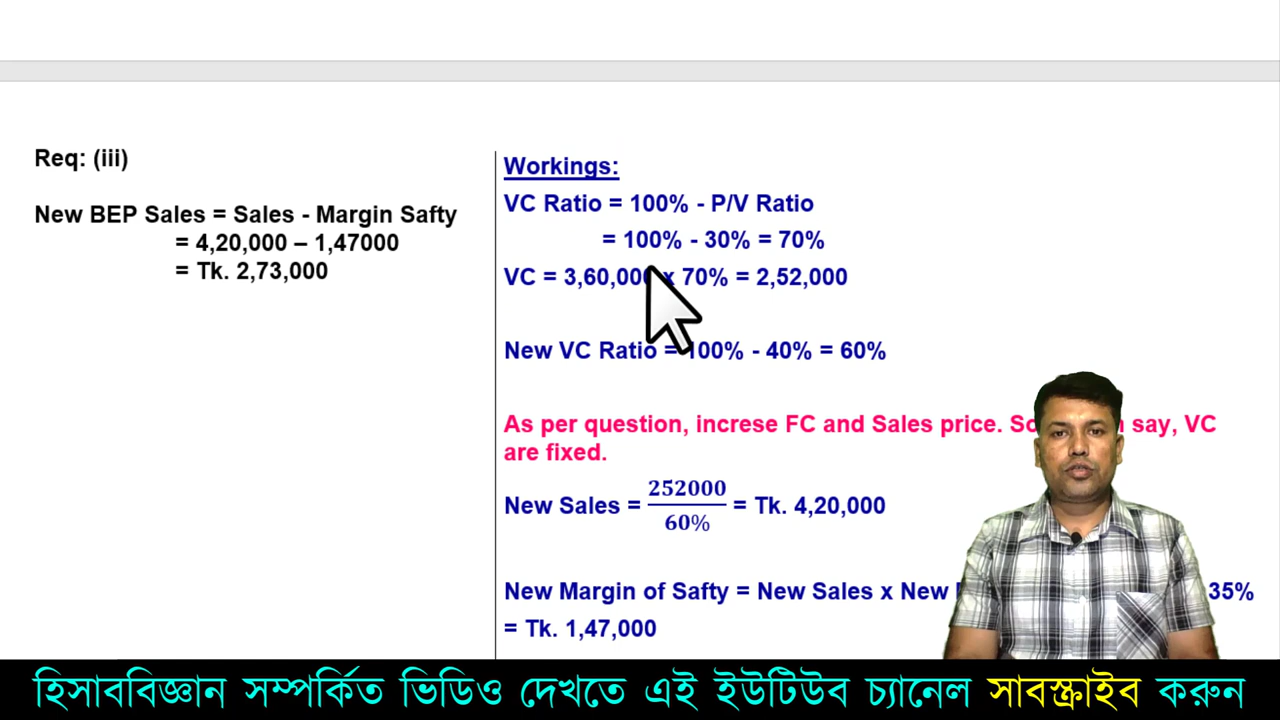 Req: (iii)
New BEP Sales = Sales - Margin Safty
= 4,20,000 – 1,47000
= Tk. 2,73,000
Workings:
VC Ratio = 100% - P/V Ratio
= 100% - 30% = 70%
VC = 3,60,000 x 70% = 2,52,000
New VC Ratio = 100% - 40% = 60%
As per question, increse FC and Sales price. So say, VC
are fixed.
New Sales = 252000 / 60% = Tk. 4,20,000
New Margin of Safty = New Sales x New 35%
= Tk. 1,47,000
হিসাববিজ্ঞান সম্পর্কিত ভিডিও দেখতে এই ইউটিউব চ্যানেল সাবস্ক্রাইব করুন